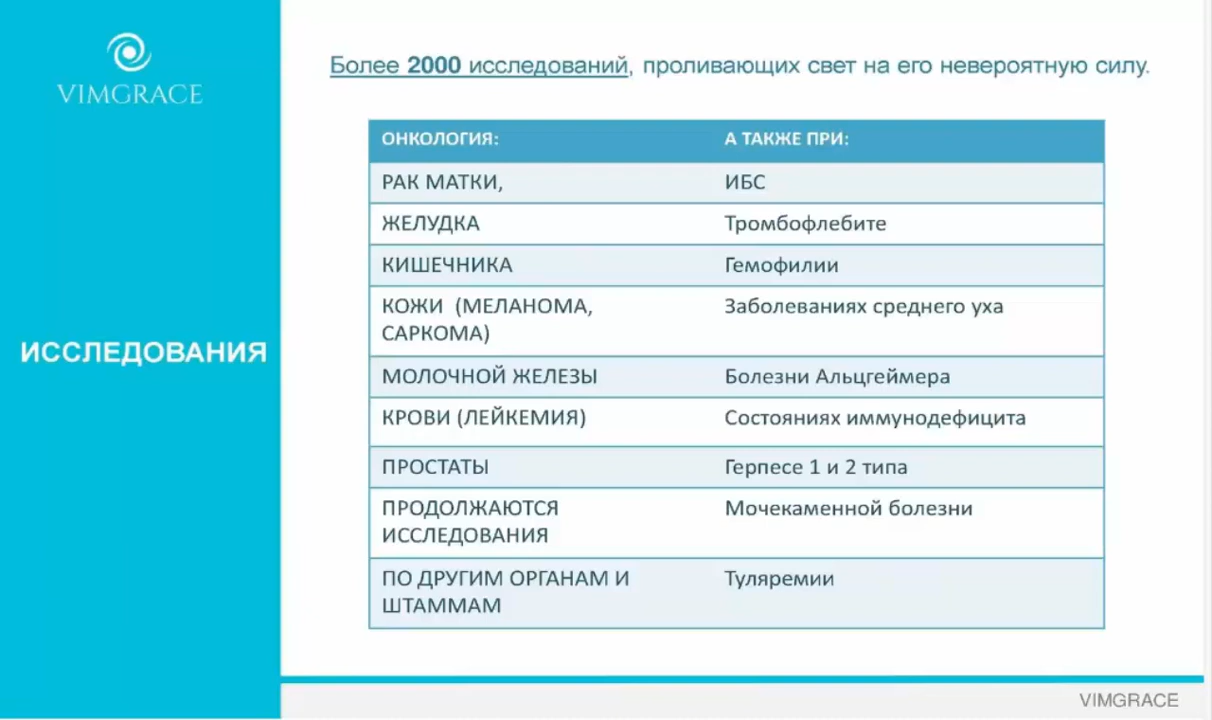 VIMGRACE
ИССЛЕДОВАНИЯ
Более 2000 исследований, проливающих свет на его невероятную силу.
ОНКОЛОГИЯ: А ТАКЖЕ ПРИ:
РАК МАТКИ, ИБС
ЖЕЛУДКА Тромбофлебите
КИШЕЧНИКА Гемофилии
КОЖИ (МЕЛАНОМА, Заболеваниях среднего уха
САРКОМА)
МОЛОЧНОЙ ЖЕЛЕЗЫ Болезни Альцгеймера
КРОВИ (ЛЕЙКЕМИЯ) Состояниях иммунодефицита
ПРОСТАТЫ Герпесе 1 и 2 типа
ПРОДОЛЖАЮТСЯ Мочекаменной болезни
ИССЛЕДОВАНИЯ
ПО ДРУГИМ ОРГАНАМ И Туляремии
ШТАММАМ
VIMGRACE